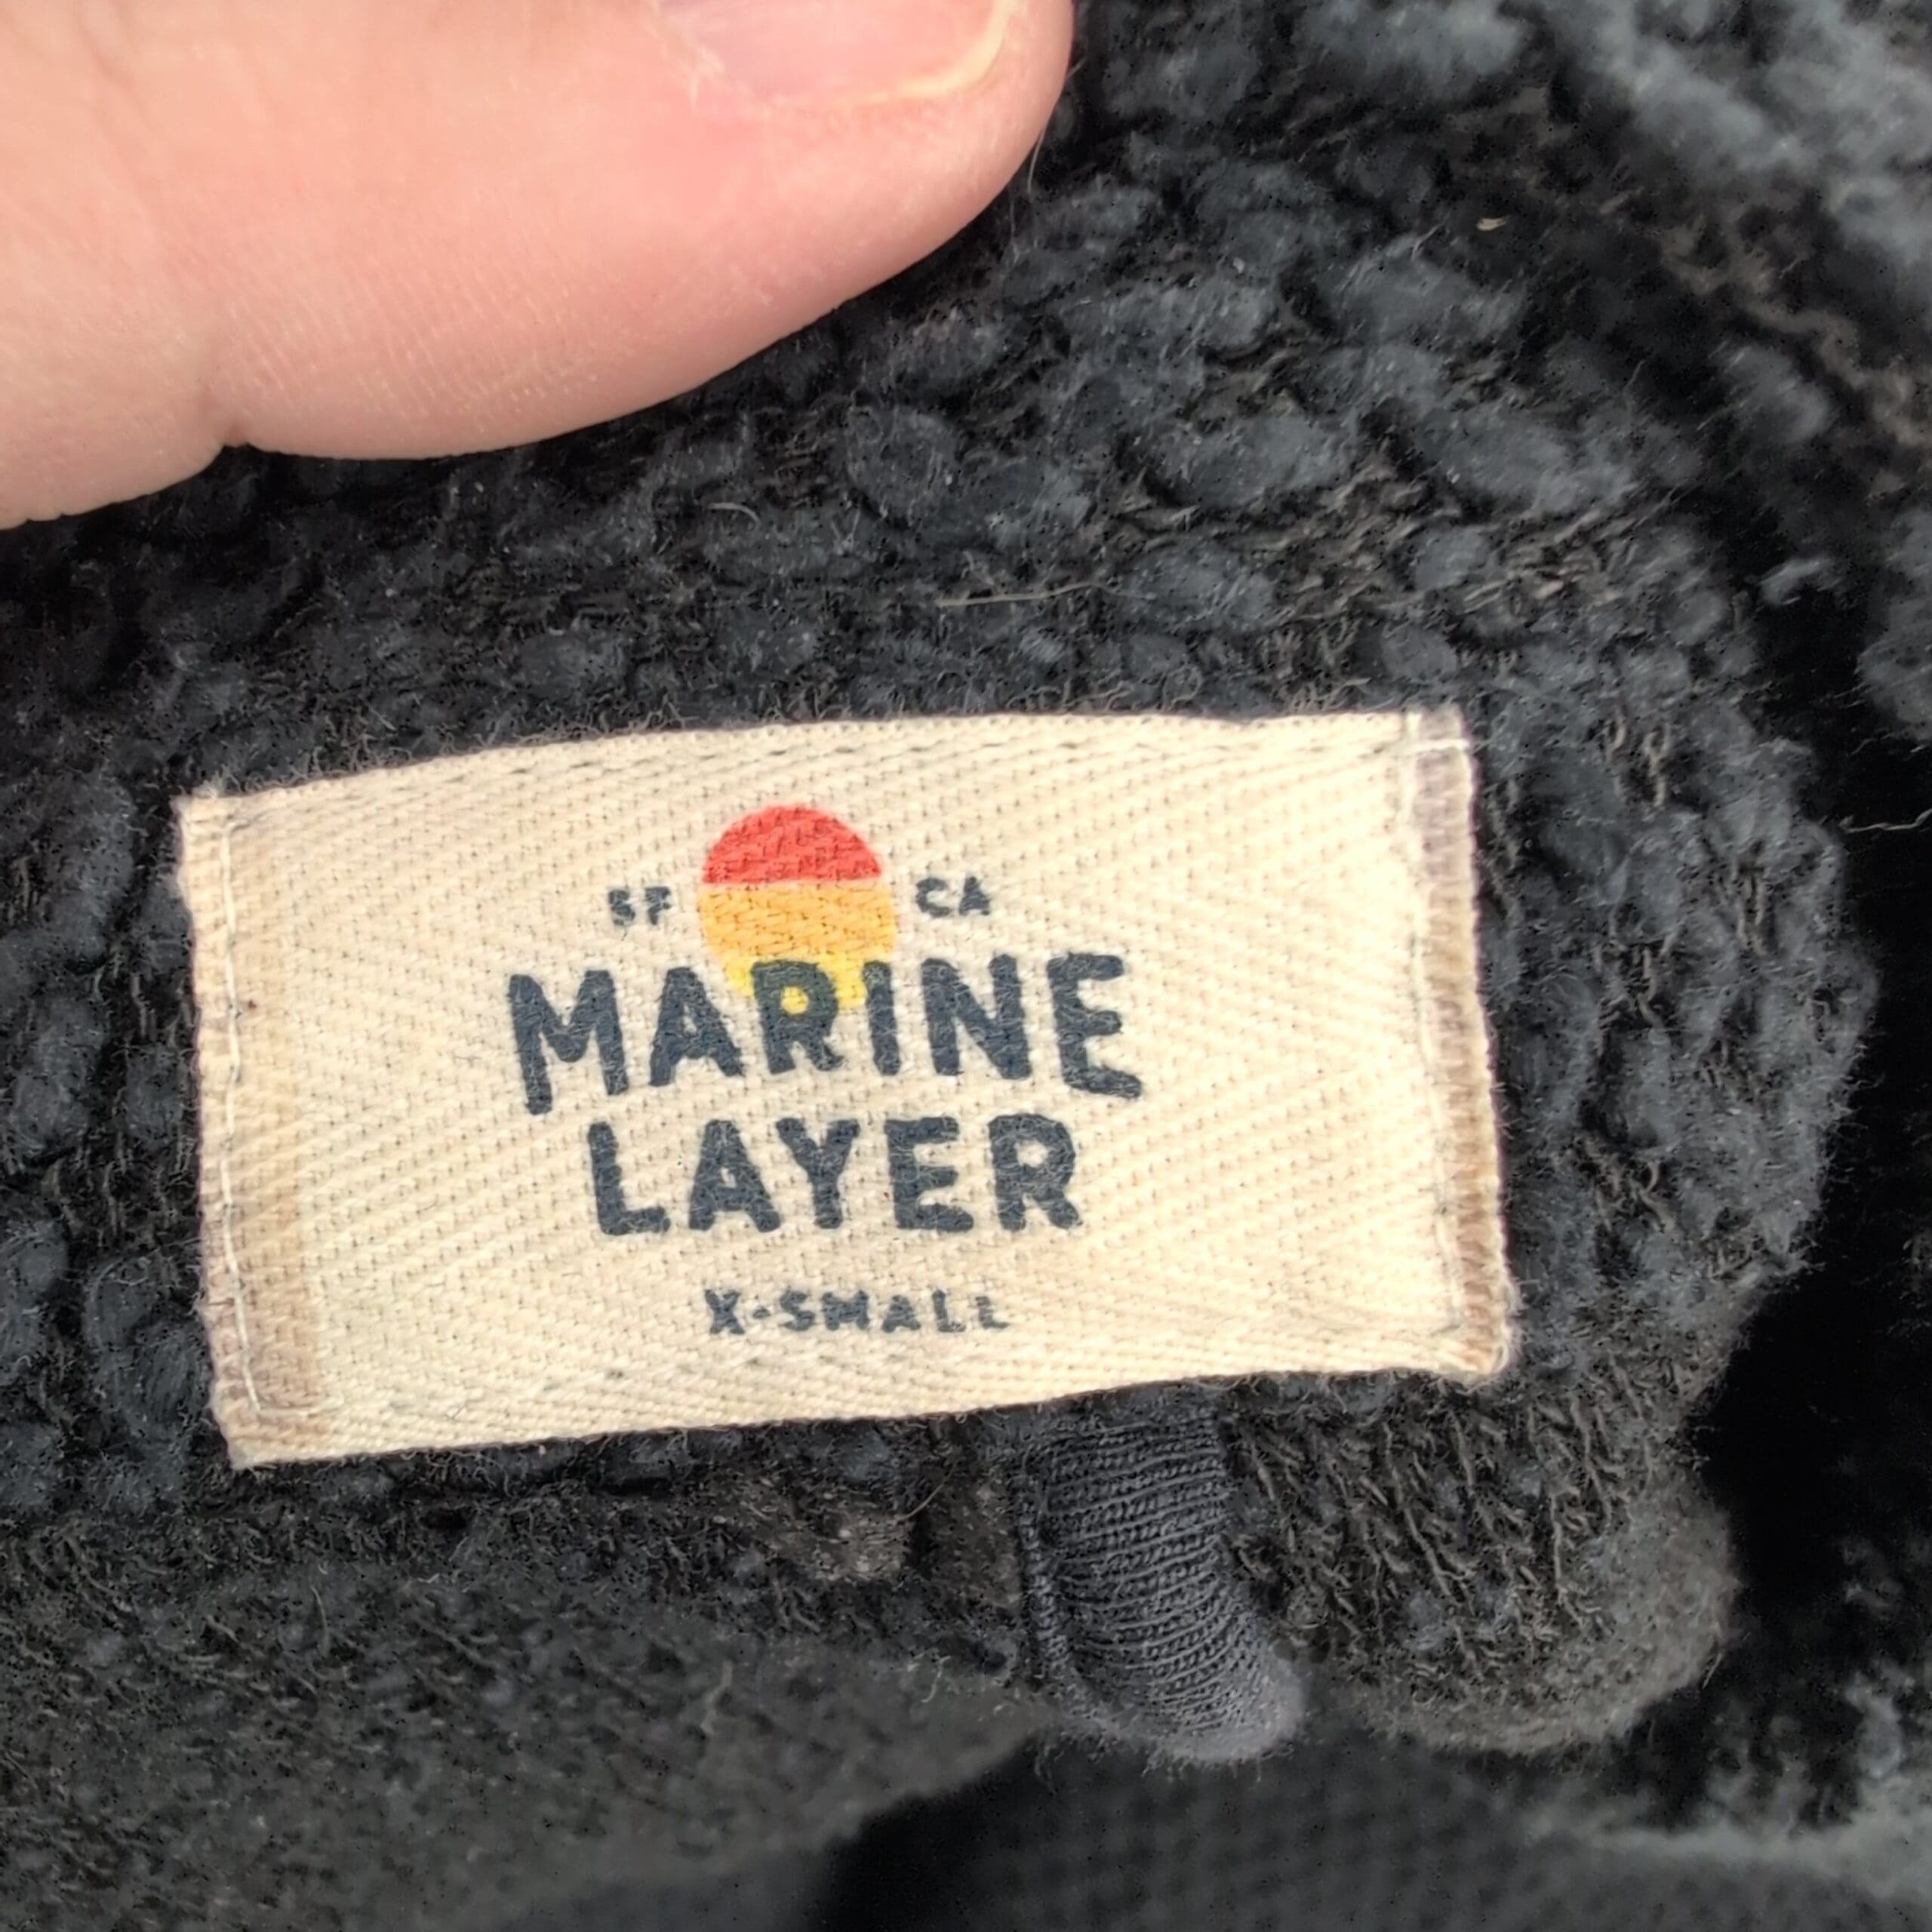 SF CA
MARINE
LAYER
X-SMALL